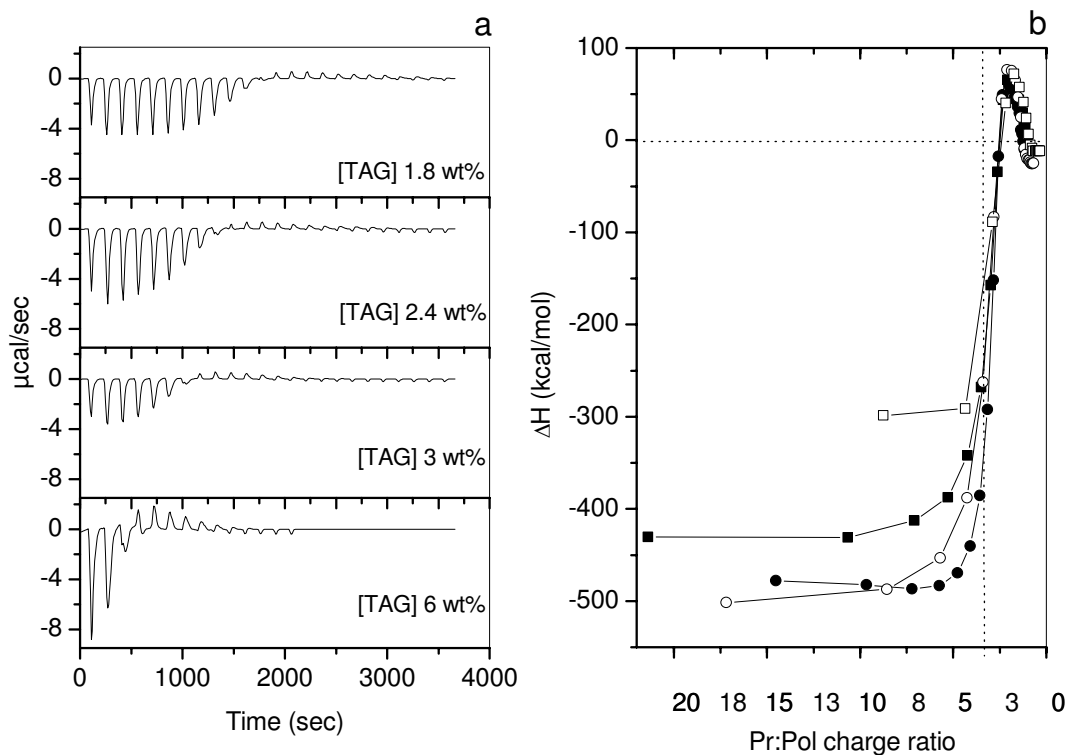 a
0
-4
-8
[TAG] 1.8 wt%
0
-4
-8
[TAG] 2.4 wt%
0
-4
-8
[TAG] 3 wt%
0
-4
-8
[TAG] 6 wt%
0 1000 2000 3000 4000
Time (sec)
µcal/sec
b
100
0
-100
-200
-300
-400
-500
ΔH (kcal/mol)
20 18 15 13 10 8 5 3 0
Pr:Pol charge ratio